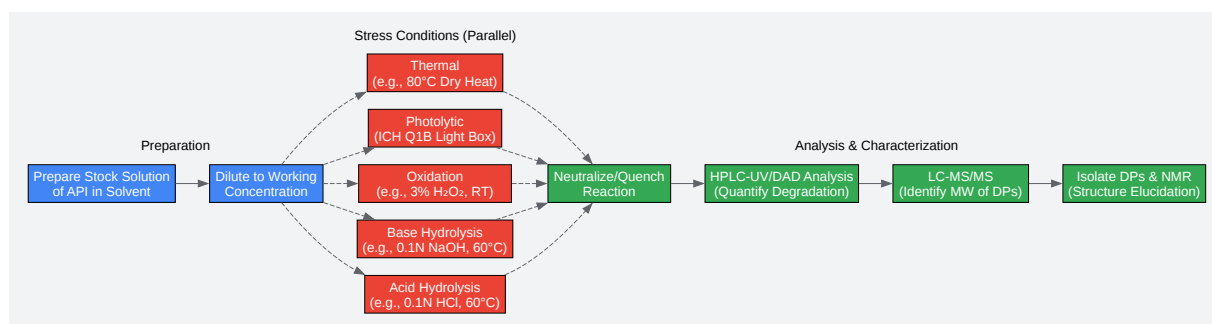 Stress Conditions (Parallel)
Thermal
(e.g., 80°C Dry Heat)
Photolytic
(ICH Q1B Light Box)
Preparation
Analysis & Characterization
Prepare Stock Solution
of API in Solvent
Dilute to Working
Concentration
Oxidation
(e.g., 3% H₂O₂, RT)
Neutralize/Quench
Reaction
HPLC-UV/DAD Analysis
(Quantify Degradation)
LC-MS/MS
(Identify MW of DPs)
Isolate DPs & NMR
(Structure Elucidation)
Base Hydrolysis
(e.g., 0.1N NaOH, 60°C)
Acid Hydrolysis
(e.g., 0.1N HCl, 60°C)